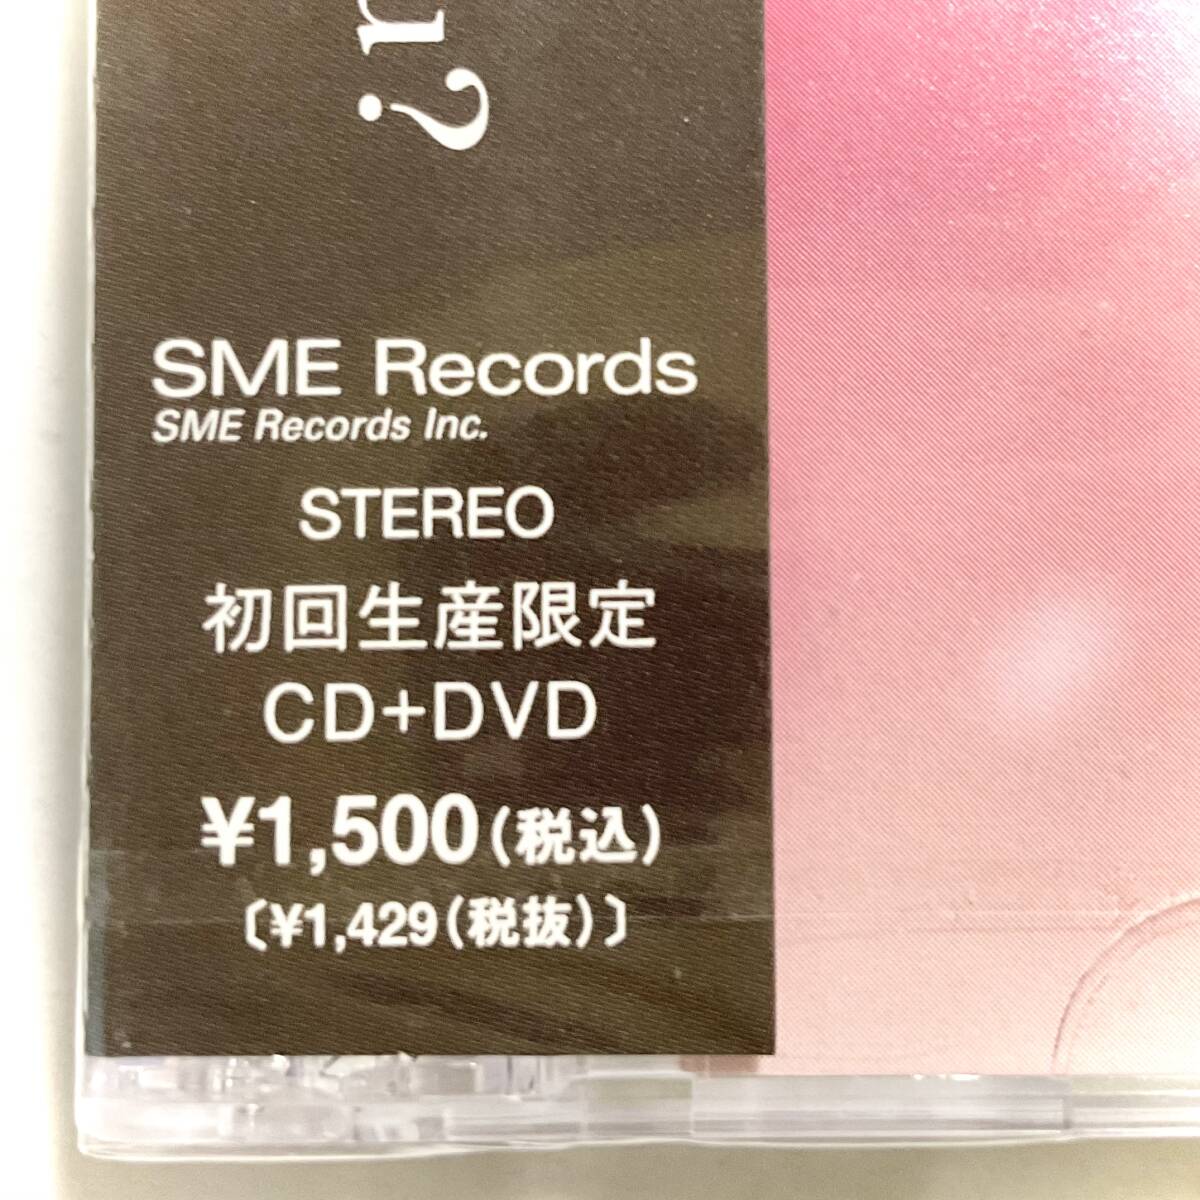 r?
SME Records
SME Records Inc.
STEREO
初回生産限定
CD+DVD
¥1,500(税込)
〔¥1,429(税抜)〕